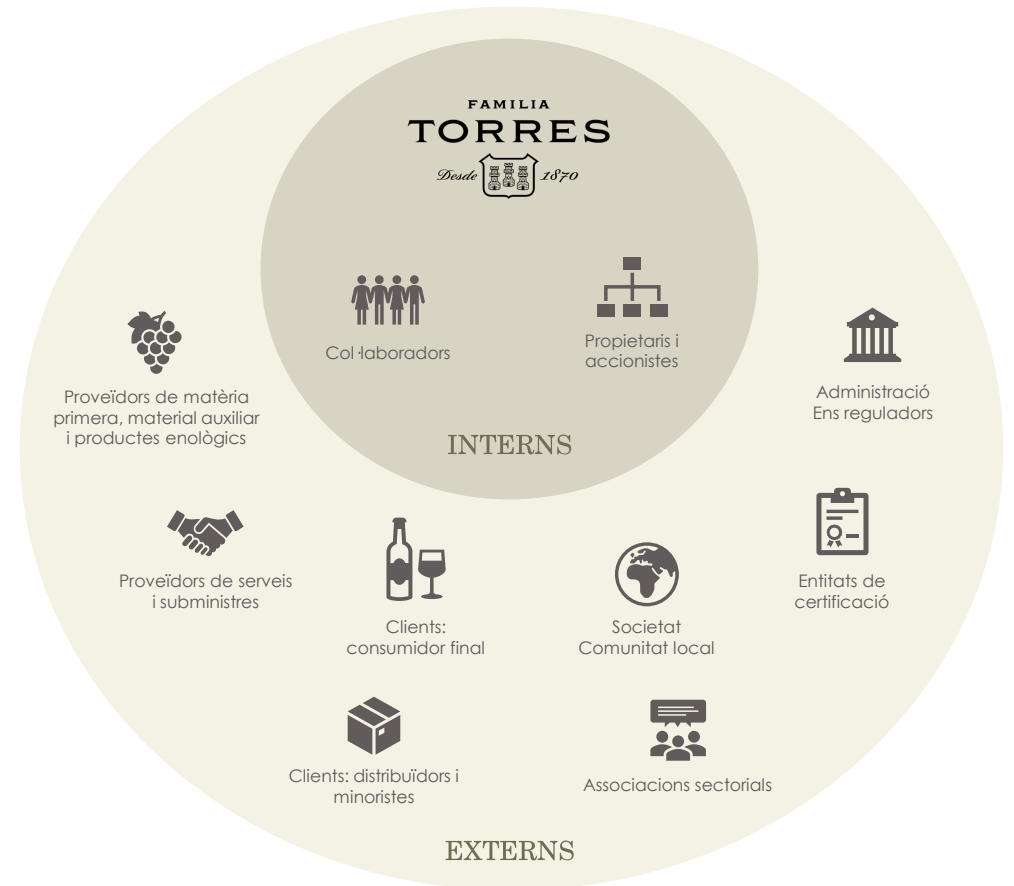 FAMILIA
TORRES
Desde 1870
Col·laboradors
Propietaris i
accionistes
INTERNS
Proveïdors de matèria
primera, material auxiliar
i productes enològics
Administració
Ens reguladors
Proveïdors de serveis
i subministres
Clients:
consumidor final
Societat
Comunitat local
Entitats de
certificació
Clients: distribuïdors i
minoristes
Associacions sectorials
EXTERNS